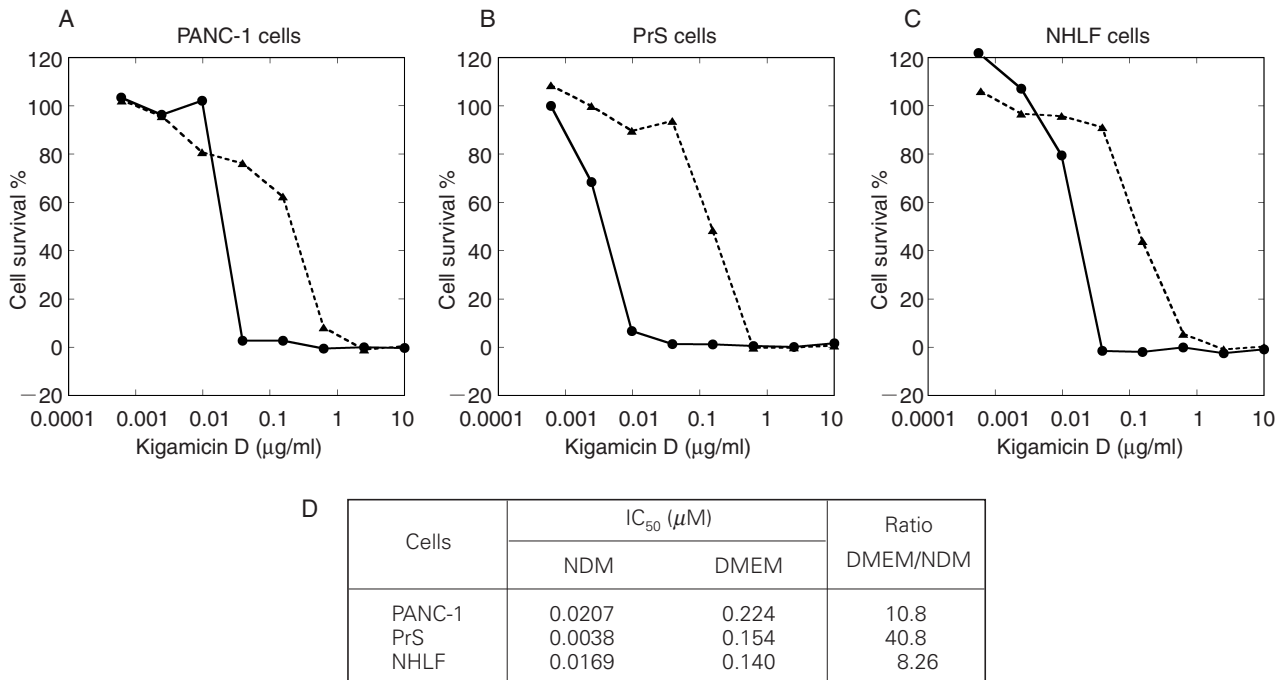 A
PANC-1 cells
120
100
80
60
40
20
0
−20
Cell survival %
0.0001
0.001
0.01
0.1
1
10
Kigamicin D (μg/ml)
B
PrS cells
120
100
80
60
40
20
0
−20
Cell survival %
0.0001
0.001
0.01
0.1
1
10
Kigamicin D (μg/ml)
C
NHLF cells
120
100
80
60
40
20
0
−20
Cell survival %
0.0001
0.001
0.01
0.1
1
10
Kigamicin D (μg/ml)
D
Cells IC50 (μM) Ratio DMEM/NDM
NDM DMEM
PANC-1 0.0207 0.224 10.8
PrS 0.0038 0.154 40.8
NHLF 0.0169 0.140 8.26